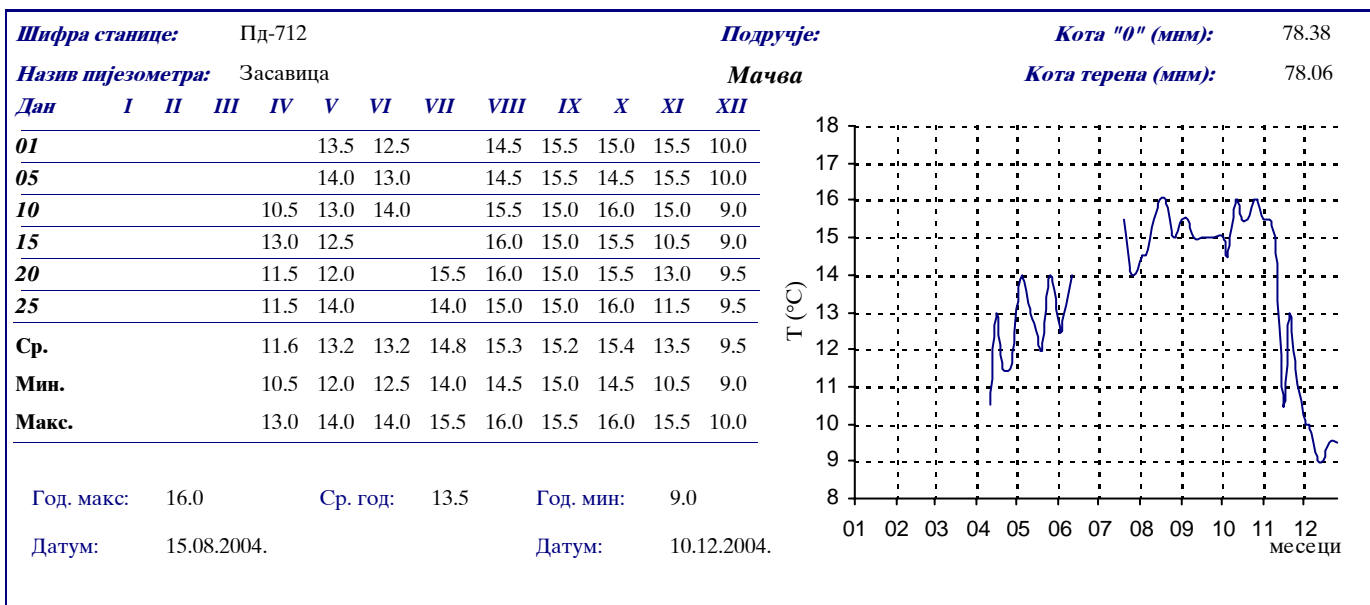 Шифра станице: Пд-712 Подручје: Кота "0" (мнм): 78.38
Назив пијезометра: Засавица Мачва Кота терена (мнм): 78.06
Дан I II III IV V VI VII VIII IX X XI XII
01 13.5 12.5 14.5 15.5 15.0 15.5 10.0
05 14.0 13.0 14.5 15.5 14.5 15.5 10.0
10 10.5 13.0 14.0 15.5 15.0 16.0 15.0 9.0
15 13.0 12.5 16.0 15.0 15.5 10.5 9.0
20 11.5 12.0 15.5 16.0 15.0 15.5 13.0 9.5
25 11.5 14.0 14.0 15.0 15.0 16.0 11.5 9.5
Ср. 11.6 13.2 13.2 14.8 15.3 15.2 15.4 13.5 9.5
Мин. 10.5 12.0 12.5 14.0 14.5 15.0 14.5 10.5 9.0
Макс. 13.0 14.0 14.0 15.5 16.0 15.5 16.0 15.5 10.0
Год. макс: 16.0 Ср. год: 13.5 Год. мин: 9.0
Датум: 15.08.2004. Датум: 10.12.2004.
18
17
16
15
14
13
12
11
10
9
8
T (°C)
01 02 03 04 05 06 07 08 09 10 11 12
месеци